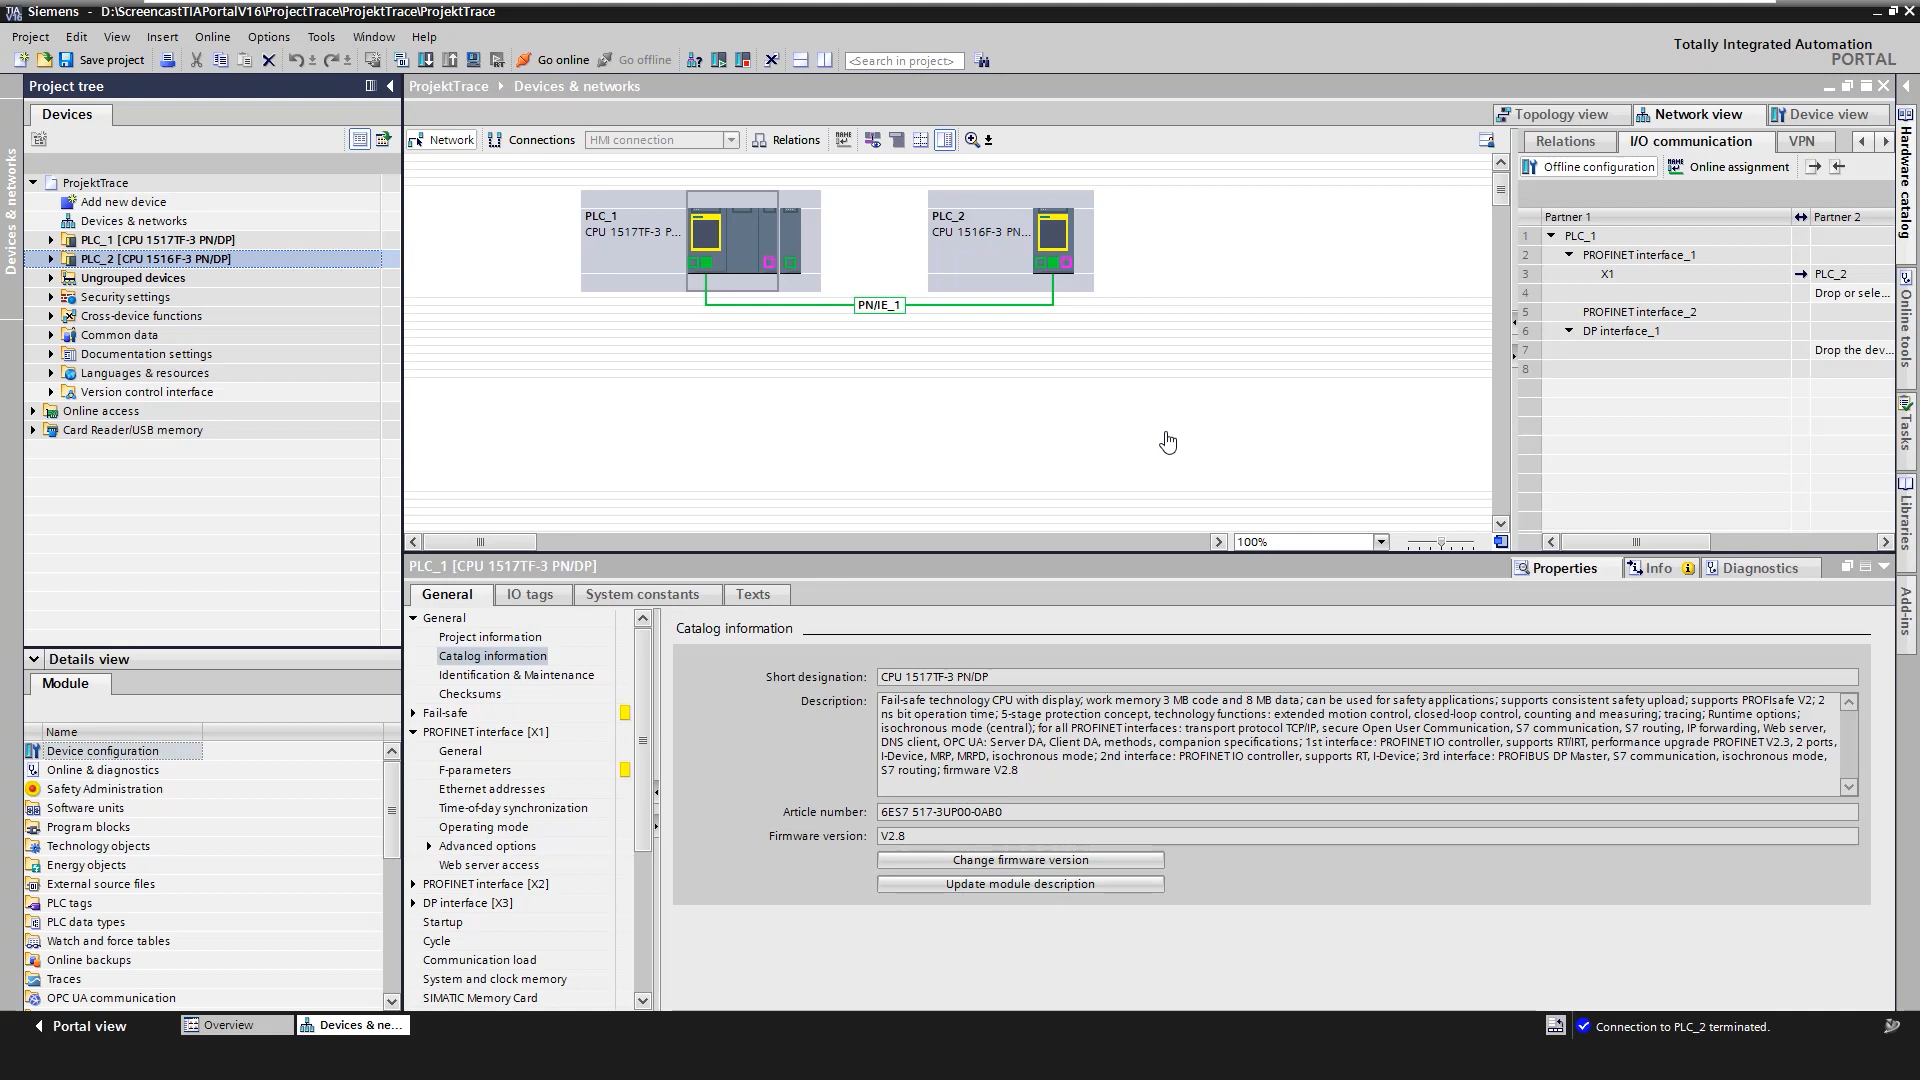 Siemens - D:\ScreencastTIAPortalV16\ProjectTrace\ProjektTrace\ProjektTrace
Project Edit View Insert Online Options Tools Window Help
Totally Integrated Automation
PORTAL
Save project
Go online
Go offline
<Search in project>
Project tree
ProjektTrace
Devices & networks
Devices
Topology view
Network view
Device view
Network
Connections
HMI connection
Relations
Relations
I/O communication
VPN
Offline configuration
Online assignment
Devices & networks
ProjektTrace
Add new device
Devices & networks
PLC_1 [CPU 1517TF-3 PN/DP]
PLC_2 [CPU 1516F-3 PN/DP]
Ungrouped devices
Security settings
Cross-device functions
Common data
Documentation settings
Languages & resources
Version control interface
Online access
Card Reader/USB memory
PLC_1
CPU 1517TF-3 P...
PLC_2
CPU 1516F-3 PN...
PN/IE_1
100%
Partner 1
Partner 2
1 PLC_1
2 PROFINET interface_1
3 X1 PLC_2
4 Drop or sele...
5 PROFINET interface_2
6 DP interface_1
7 Drop the dev...
8
Hardware catalog
Online tools
Tasks
Libraries
Add-ins
PLC_1 [CPU 1517TF-3 PN/DP]
Properties
Info
Diagnostics
General
IO tags
System constants
Texts
General
Project information
Catalog information
Identification & Maintenance
Checksums
Fail-safe
PROFINET interface [X1]
General
F-parameters
Ethernet addresses
Time-of-day synchronization
Operating mode
Advanced options
Web server access
PROFINET interface [X2]
DP interface [X3]
Startup
Cycle
Communication load
System and clock memory
SIMATIC Memory Card
Catalog information
Short designation: CPU 1517TF-3 PN/DP
Description: Fail-safe technology CPU with display; work memory 3 MB code and 8 MB data; can be used for safety applications; supports consistent safety upload; supports PROFIsafe V2; 2
ns bit operation time; 5-stage protection concept, technology functions: extended motion control, closed-loop control, counting and measuring; tracing; Runtime options;
isochronous mode (central); for all PROFINET interfaces: transport protocol TCP/IP, secure Open User Communication, S7 communication, S7 routing, IP forwarding, Web server,
DNS client, OPC UA: Server DA, Client DA, methods, companion specifications; 1st interface: PROFINET IO controller, supports RT/IRT, performance upgrade PROFINET V2.3, 2 ports,
I-Device, MRP, MRPD, isochronous mode; 2nd interface: PROFINET IO controller, supports RT, I-Device; 3rd interface: PROFIBUS DP Master, S7 communication, isochronous mode,
S7 routing; firmware V2.8
Article number: 6ES7 517-3UP00-0AB0
Firmware version: V2.8
Change firmware version
Update module description
Details view
Module
Name
Device configuration
Online & diagnostics
Safety Administration
Software units
Program blocks
Technology objects
Energy objects
External source files
PLC tags
PLC data types
Watch and force tables
Online backups
Traces
OPC UA communication
Portal view
Overview
Devices & ne...
Connection to PLC_2 terminated.